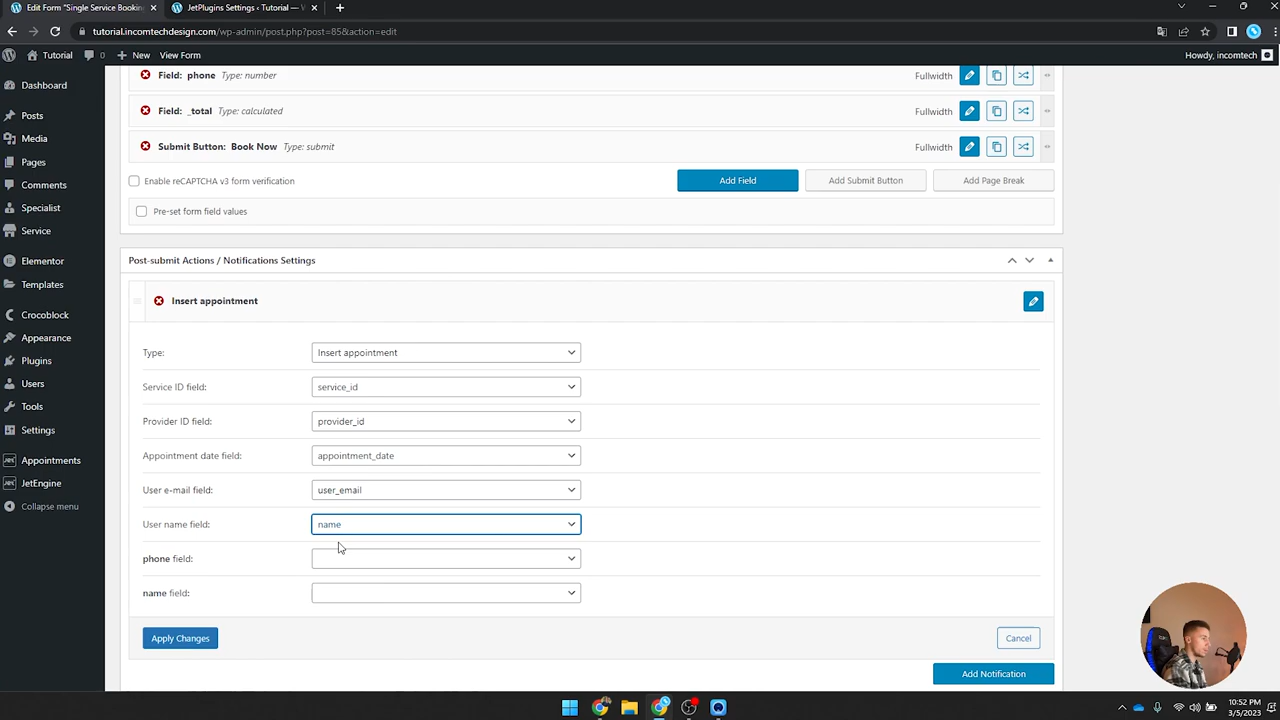 Edit Form "Single Service Bookin
JetPlugins Settings ‹ Tutorial — V
tutorial.incomtechdesign.com/wp-admin/post.php?post=85&action=edit
Tutorial
0
New
View Form
Howdy, incomtech
Dashboard
Posts
Media
Pages
Comments
Specialist
Service
Elementor
Templates
Crocoblock
Appearance
Plugins
Users
Tools
Settings
Appointments
JetEngine
Collapse menu
Field: phone Type: number Fullwidth
Field: _total Type: calculated Fullwidth
Submit Button: Book Now Type: submit Fullwidth
Enable reCAPTCHA v3 form verification
Add Field
Add Submit Button
Add Page Break
Pre-set form field values
Post-submit Actions / Notifications Settings
Insert appointment
Type: Insert appointment
Service ID field: service_id
Provider ID field: provider_id
Appointment date field: appointment_date
User e-mail field: user_email
User name field: name
phone field:
name field:
Apply Changes
Cancel
Add Notification
10:52 PM
3/5/2023